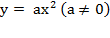 y = ax² (a ≠ 0)